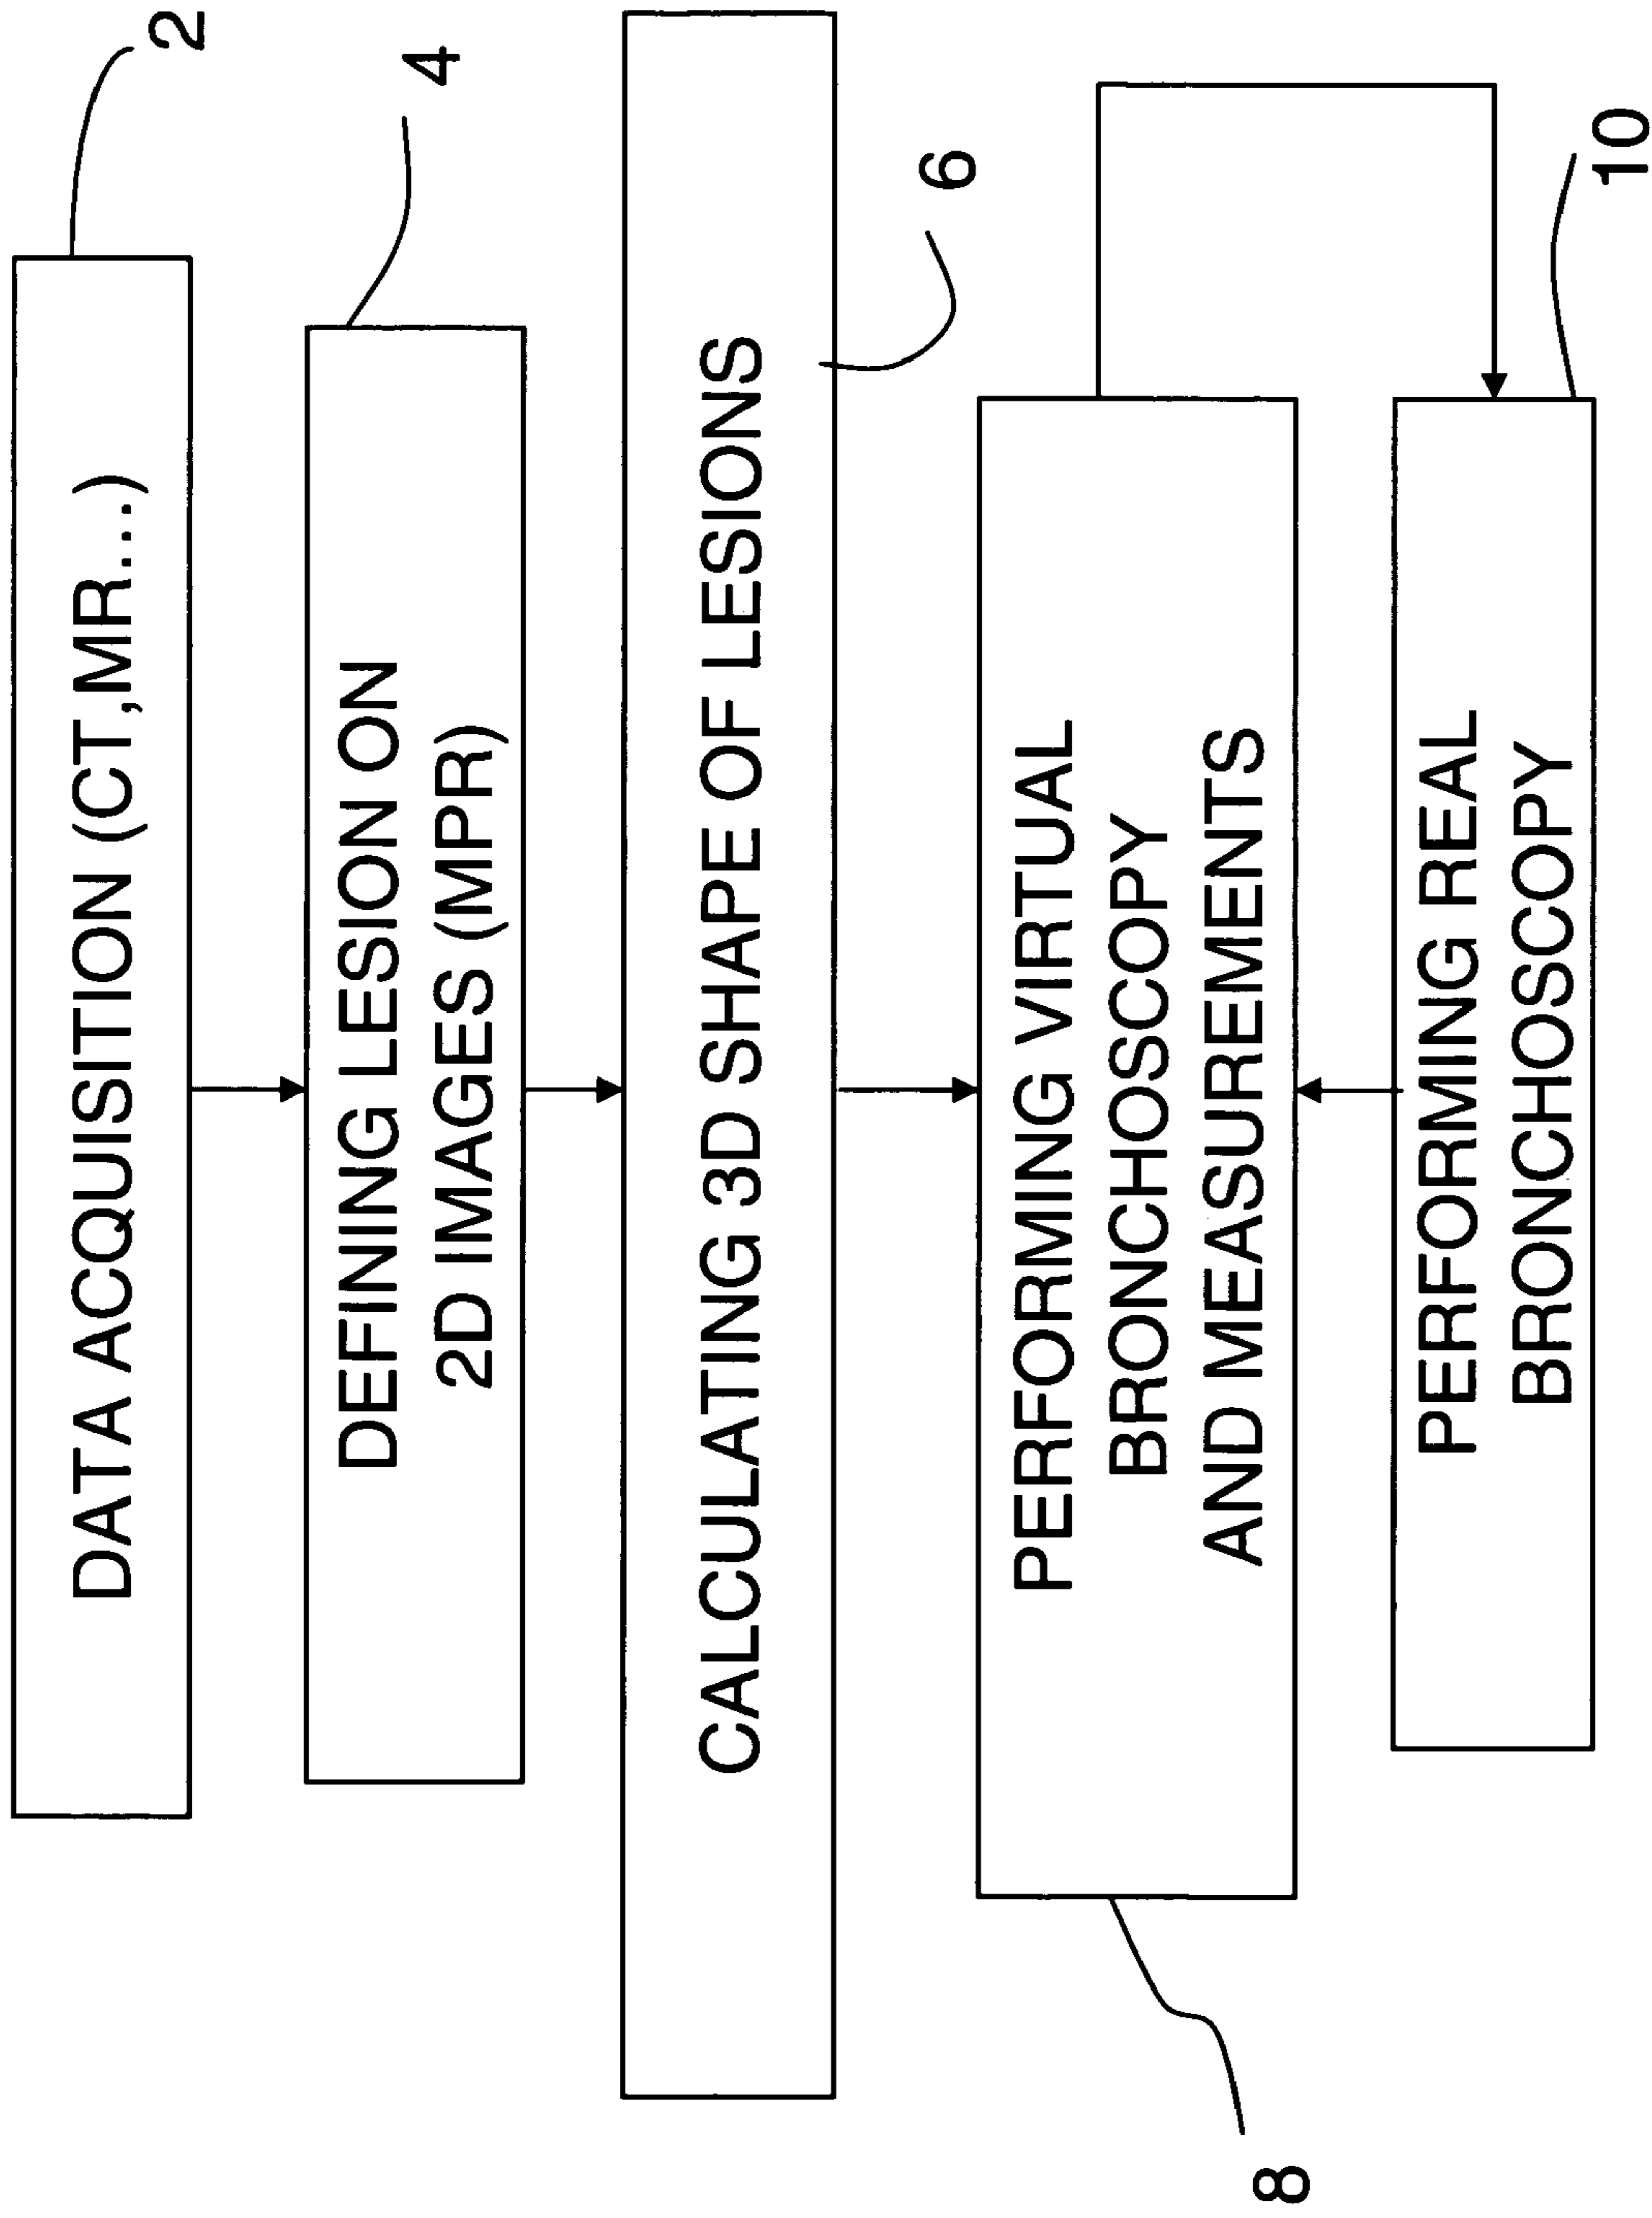 DATA ACQUISITION (CT,MR...)
2
DEFINING LESION ON
2D IMAGES (MPR)
4
CALCULATING 3D SHAPE OF LESIONS
6
PERFORMING VIRTUAL
BRONCHOSCOPY
AND MEASUREMENTS
8
PERFORMING REAL
BRONCHOSCOPY
10